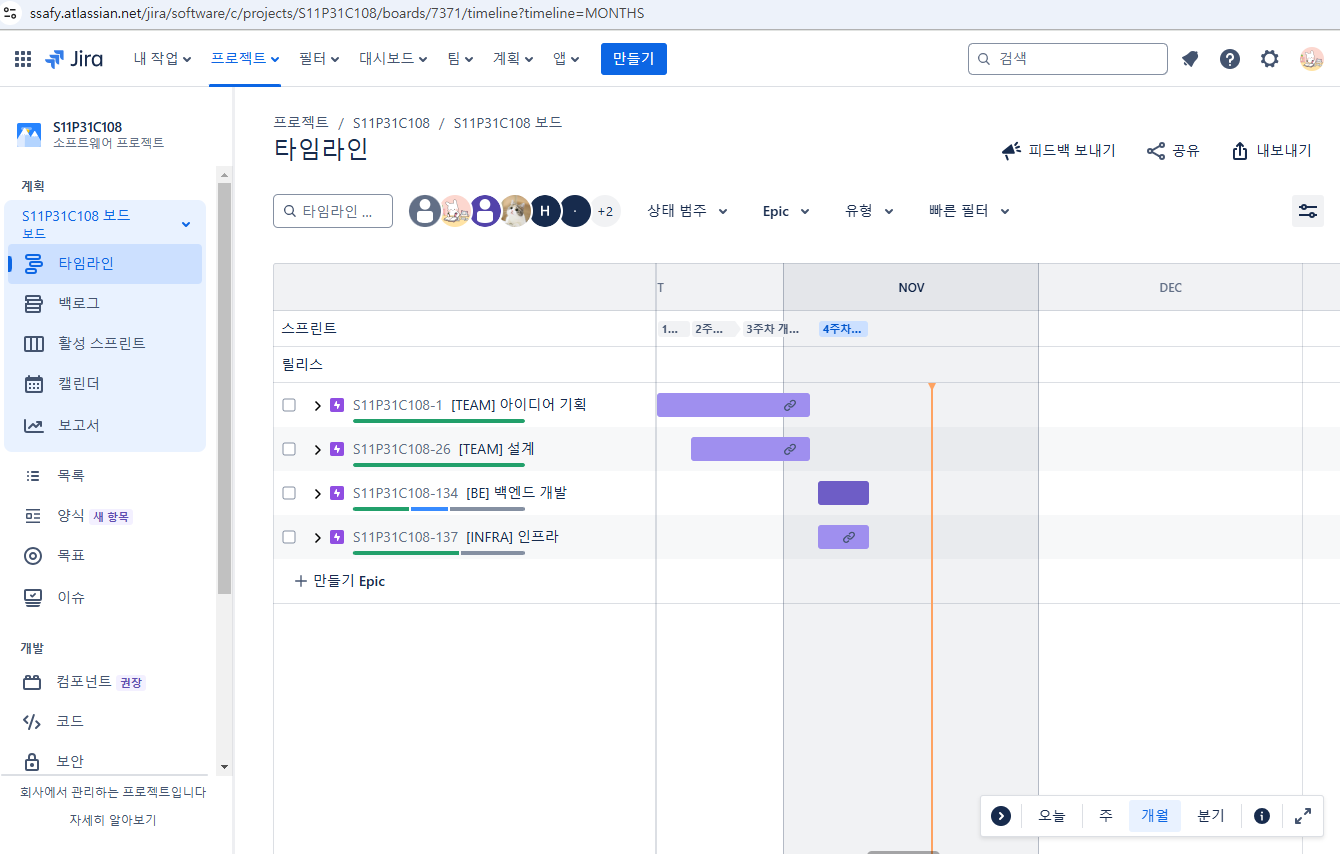 ssafy.atlassian.net/jira/software/c/projects/S11P31C108/boards/7371/timeline?timeline=MONTHS
Jira 내 작업 프로젝트 필터 대시보드 팀 계획 앱 만들기 검색
S11P31C108
소프트웨어 프로젝트
계획
S11P31C108 보드
보드
타임라인
백로그
활성 스프린트
캘린더
보고서
목록
양식 새 항목
목표
이슈
개발
컴포넌트 권장
코드
보안
회사에서 관리하는 프로젝트입니다
자세히 알아보기
프로젝트 / S11P31C108 / S11P31C108 보드
타임라인
피드백 보내기 공유 내보내기
타임라인 ... H · +2 상태 범주 Epic 유형 빠른 필터
T NOV DEC
스프린트 1... 2주... 3주차 개... 4주차...
릴리스
S11P31C108-1 [TEAM] 아이디어 기획
S11P31C108-26 [TEAM] 설계
S11P31C108-134 [BE] 백엔드 개발
S11P31C108-137 [INFRA] 인프라
+ 만들기 Epic
오늘 주 개월 분기